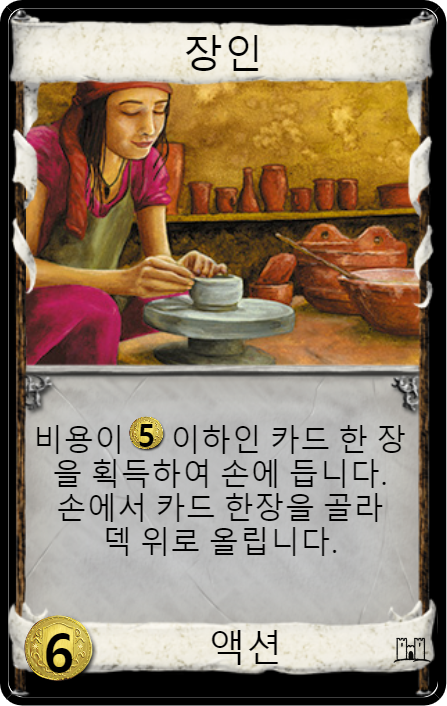 장인
비용이 5 이하인 카드 한 장
을 획득하여 손에 듭니다.
손에서 카드 한장을 골라
덱 위로 올립니다.
6
액션